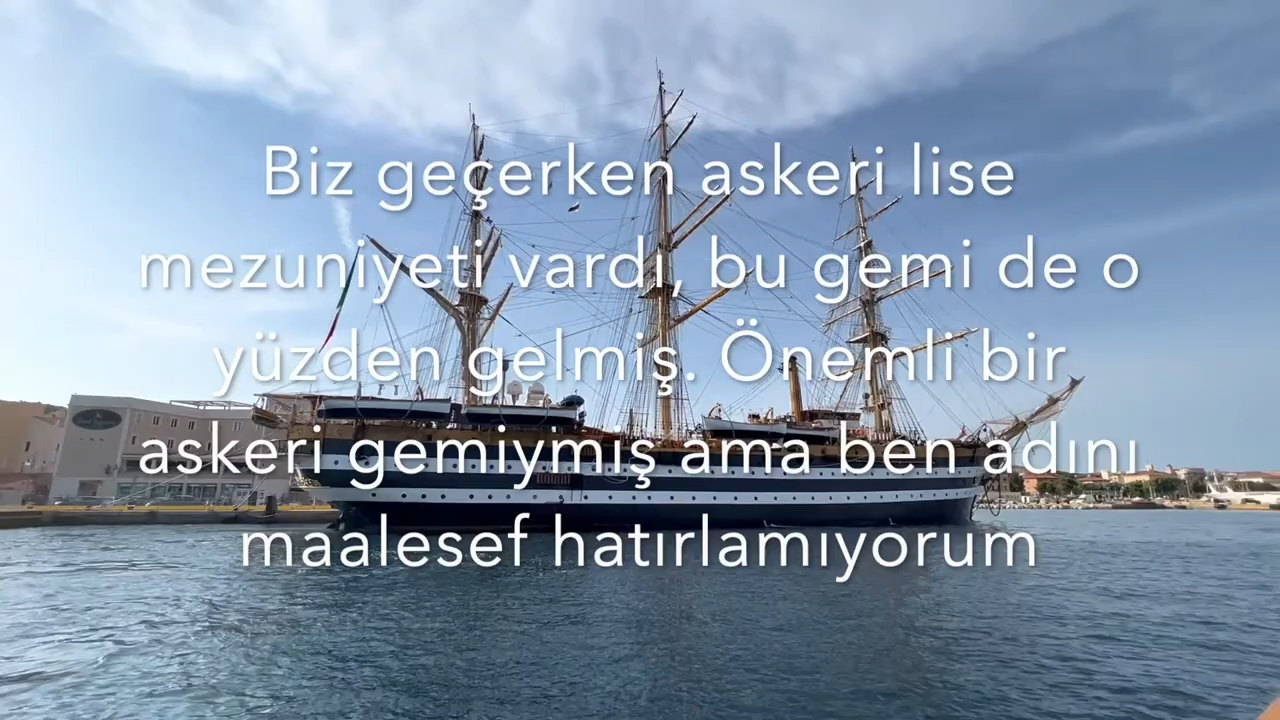 Biz geçerken askeri lise
mezuniyeti vardı, bu gemi de o
yüzden gelmiş. Önemli bir
askeri gemiymiş ama ben adını
maalesef hatırlamıyorum